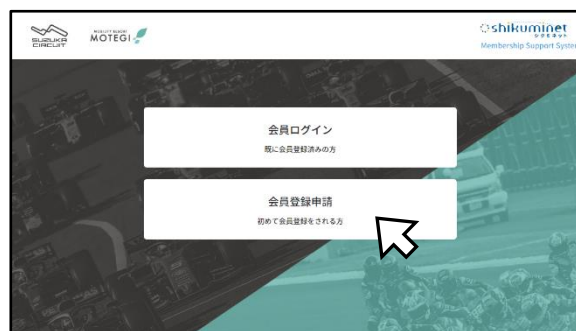 SUZUKA
CIRCUIT
MOBILITY RESORT
MOTEGI
shikuminet
シクミネット
Membership Support System
会員ログイン
既に会員登録済みの方
会員登録申請
初めて会員登録をされる方